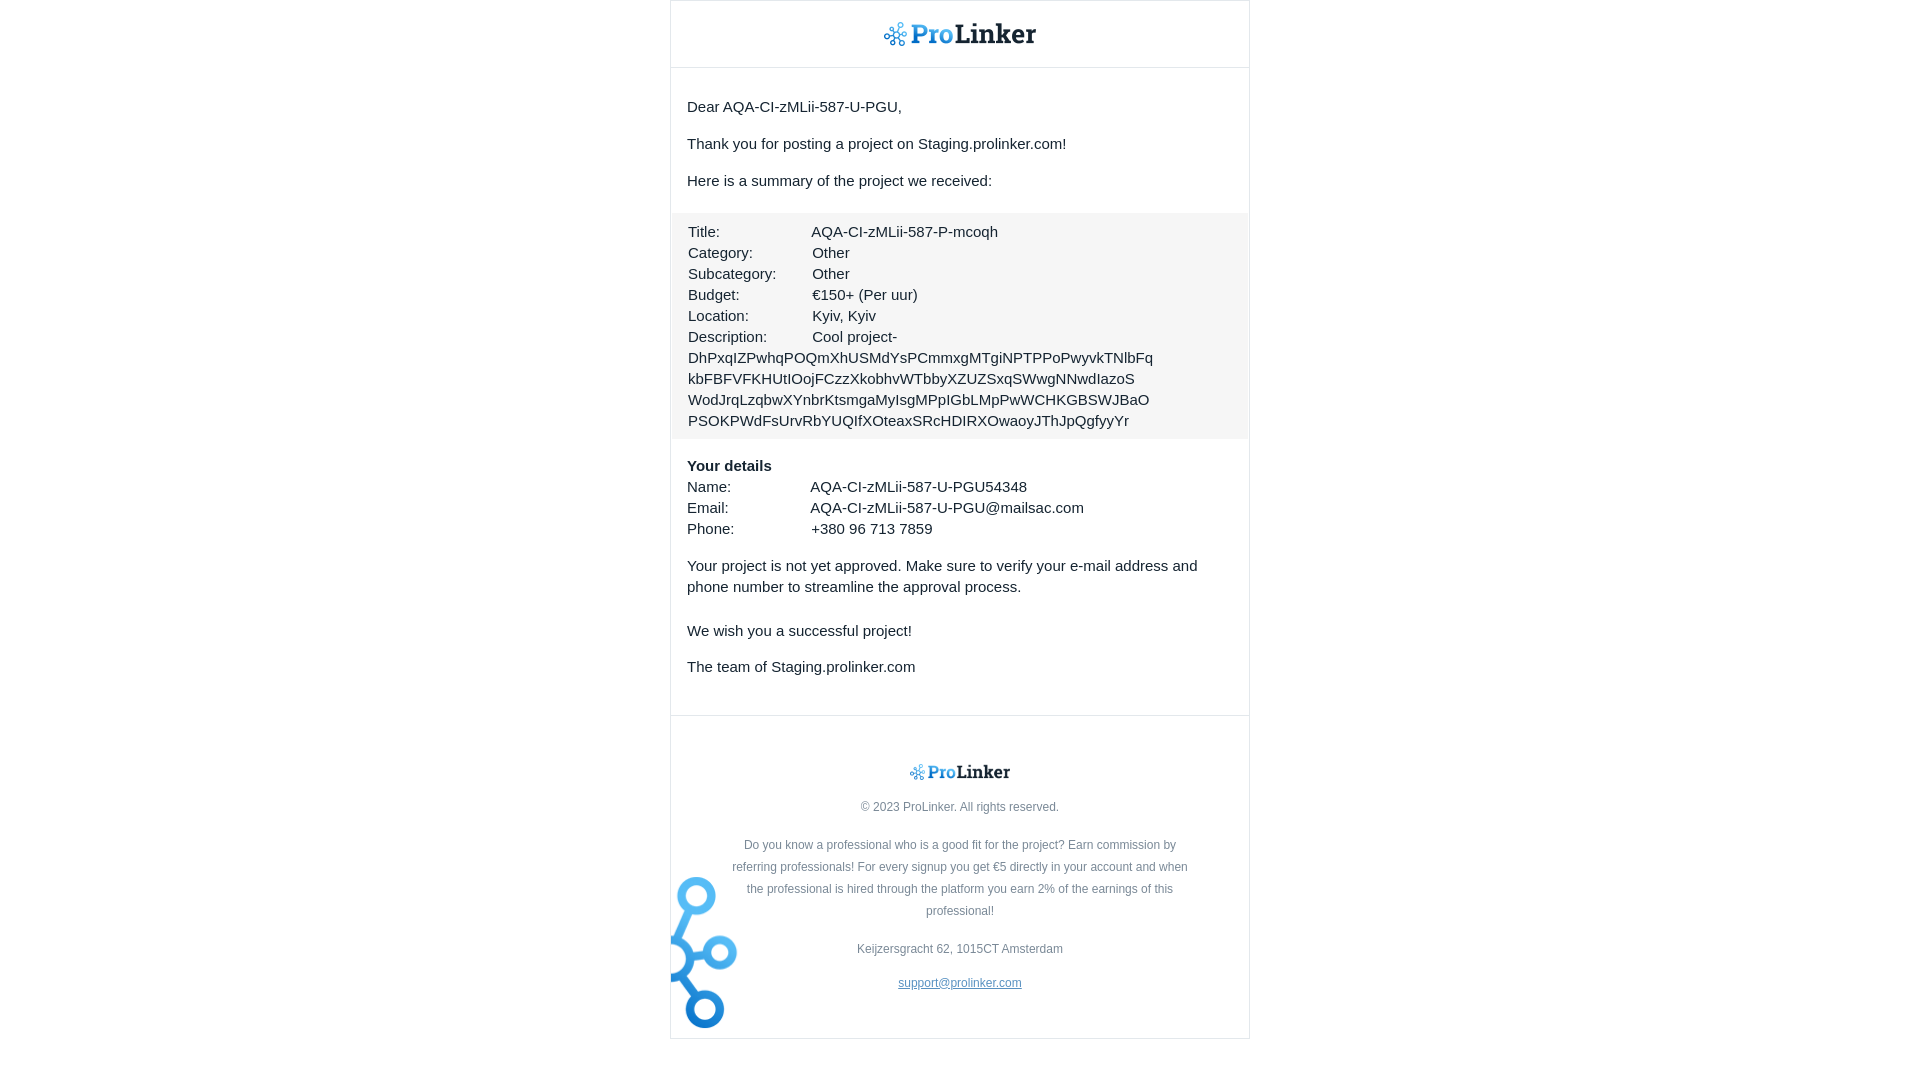 ProLinker
Dear AQA-CI-zMLii-587-U-PGU,
Thank you for posting a project on Staging.prolinker.com!
Here is a summary of the project we received:
Title: AQA-CI-zMLii-587-P-mcoqh
Category: Other
Subcategory: Other
Budget: €150+ (Per uur)
Location: Kyiv, Kyiv
Description: Cool project-
DhPxqIZPwhqPOQmXhUSMdYsPCmmxgMTgiNPTPPoPwyvkTNlbFq
kbFBFVFKHUtIOojFCzzXkobhvWTbbyXZUZSxqSWwgNNwdIazoS
WodJrqLzqbwXYnbrKtsmgaMyIsgMPpIGbLMpPwWCHKGBSWJBaO
PSOKPWdFsUrvRbYUQIfXOteaxSRcHDIRXOwaoyJThJpQgfyyYr
Your details
Name: AQA-CI-zMLii-587-U-PGU54348
Email: AQA-CI-zMLii-587-U-PGU@mailsac.com
Phone: +380 96 713 7859
Your project is not yet approved. Make sure to verify your e-mail address and
phone number to streamline the approval process.
We wish you a successful project!
The team of Staging.prolinker.com
ProLinker
© 2023 ProLinker. All rights reserved.
Do you know a professional who is a good fit for the project? Earn commission by
referring professionals! For every signup you get €5 directly in your account and when
the professional is hired through the platform you earn 2% of the earnings of this
professional!
Keijzersgracht 62, 1015CT Amsterdam
support@prolinker.com